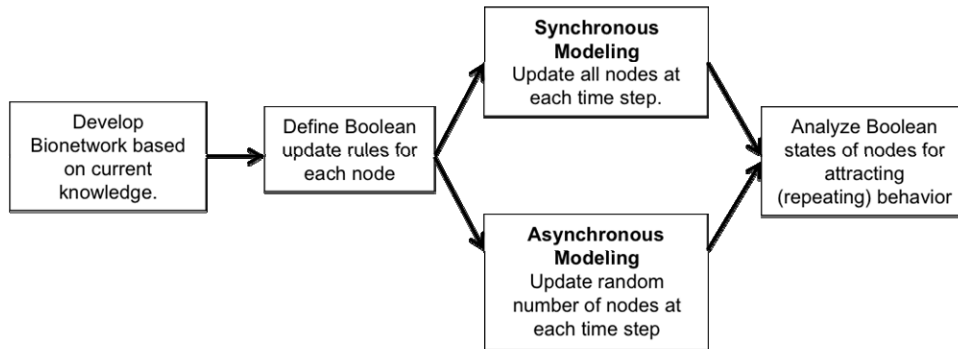 Develop
Bionetwork based
on current
knowledge.
Define Boolean
update rules for
each node
Synchronous
Modeling
Update all nodes at
each time step.
Asynchronous
Modeling
Update random
number of nodes at
each time step
Analyze Boolean
states of nodes for
attracting
(repeating) behavior